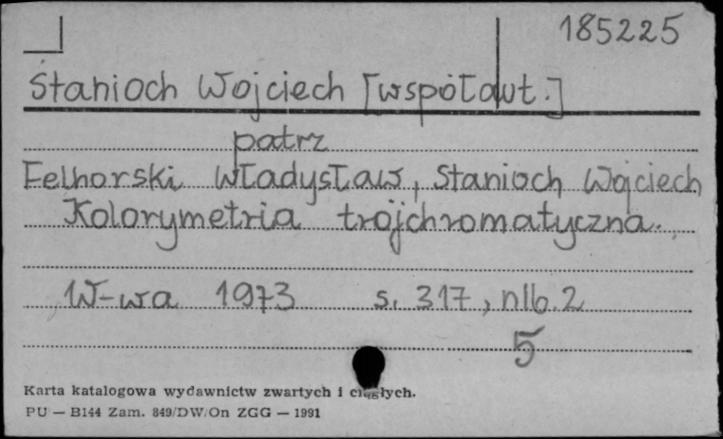 185225
Stanioch Wojciech [współaut.]
patrz
Felhorski Władysław, Stanioch Wojciech
Kolorymetria trójchromatyczna.
W-wa 1973 s. 317, nlb. 2
5
Karta katalogowa wydawnictw zwartych i ciągłych.
PU — B144 Zam. 849/DW/On ZGG — 1991